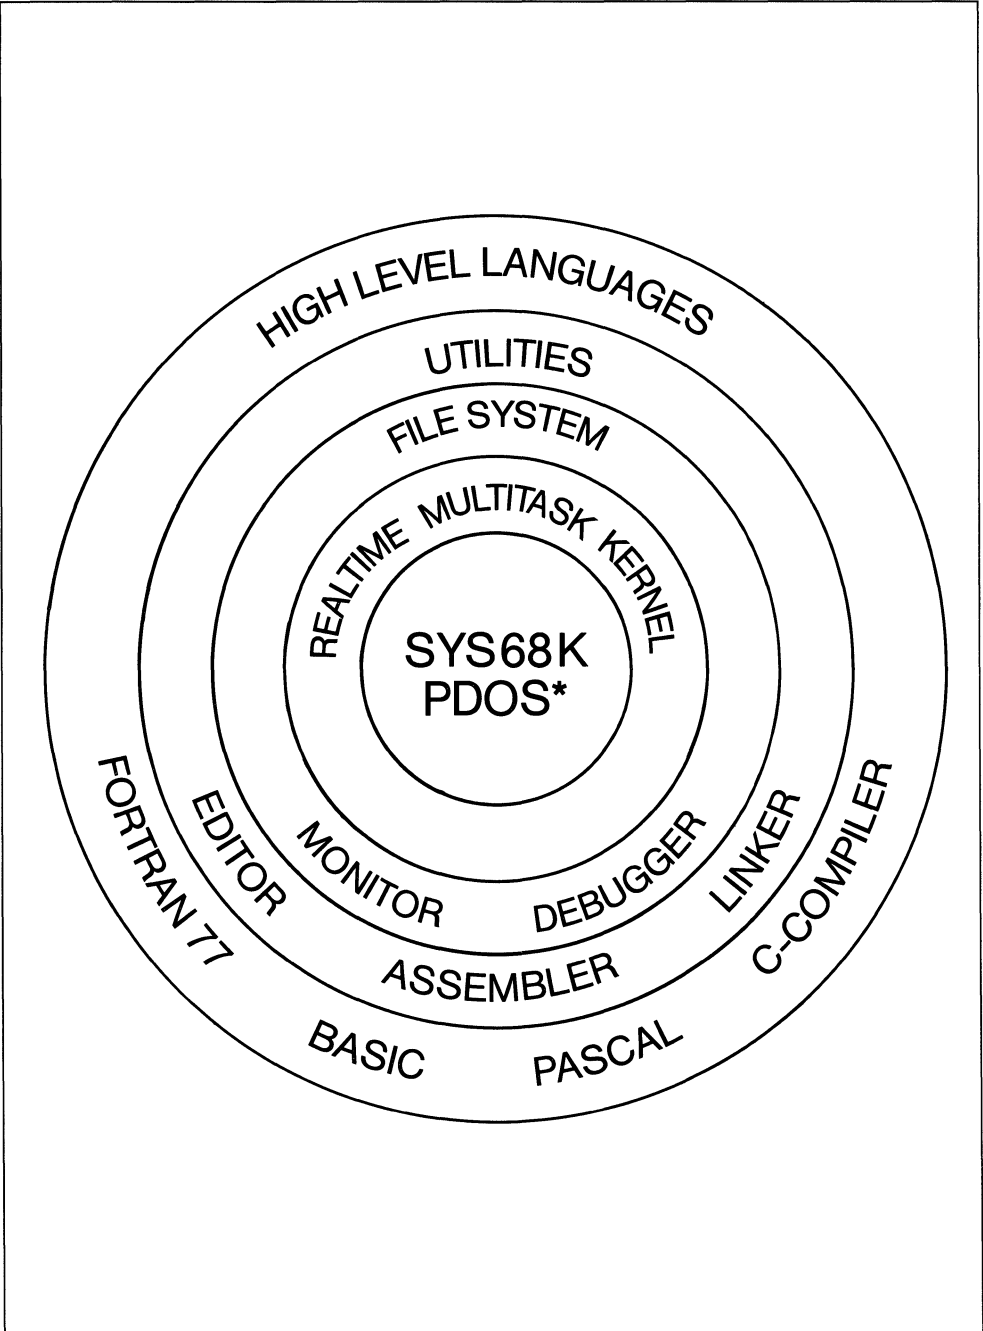 HIGH LEVEL LANGUAGES
UTILITIES
FILE SYSTEM
REALTIME MULTITASK KERNEL
SYS68K
PDOS*
MONITOR
DEBUGGER
EDITOR
ASSEMBLER
LINKER
FORTRAN 77
BASIC
PASCAL
C-COMPILER